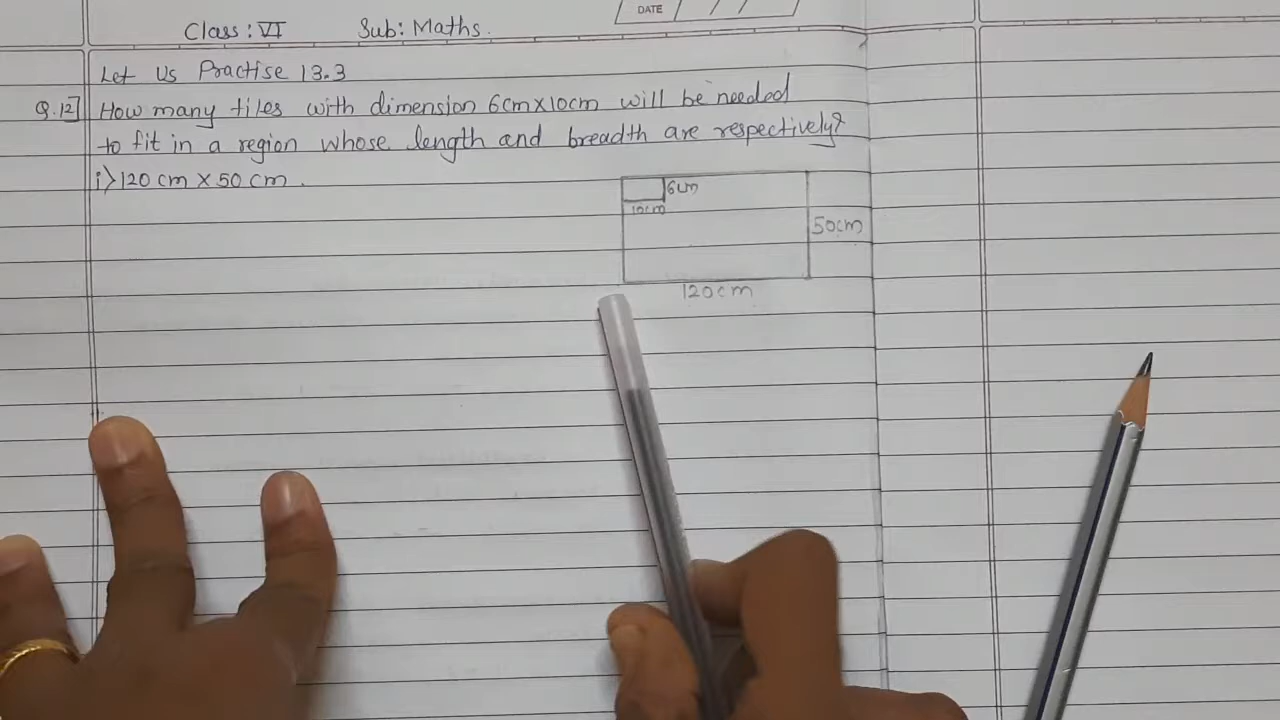 DATE / / /
Class: VI Sub: Maths.
Let Us Practise 13.3
Q.12] How many tiles with dimension 6cm×10cm will be needed
to fit in a region whose length and breadth are respectively?
i> 120 cm × 50 cm.
6cm
10cm
50cm
120cm